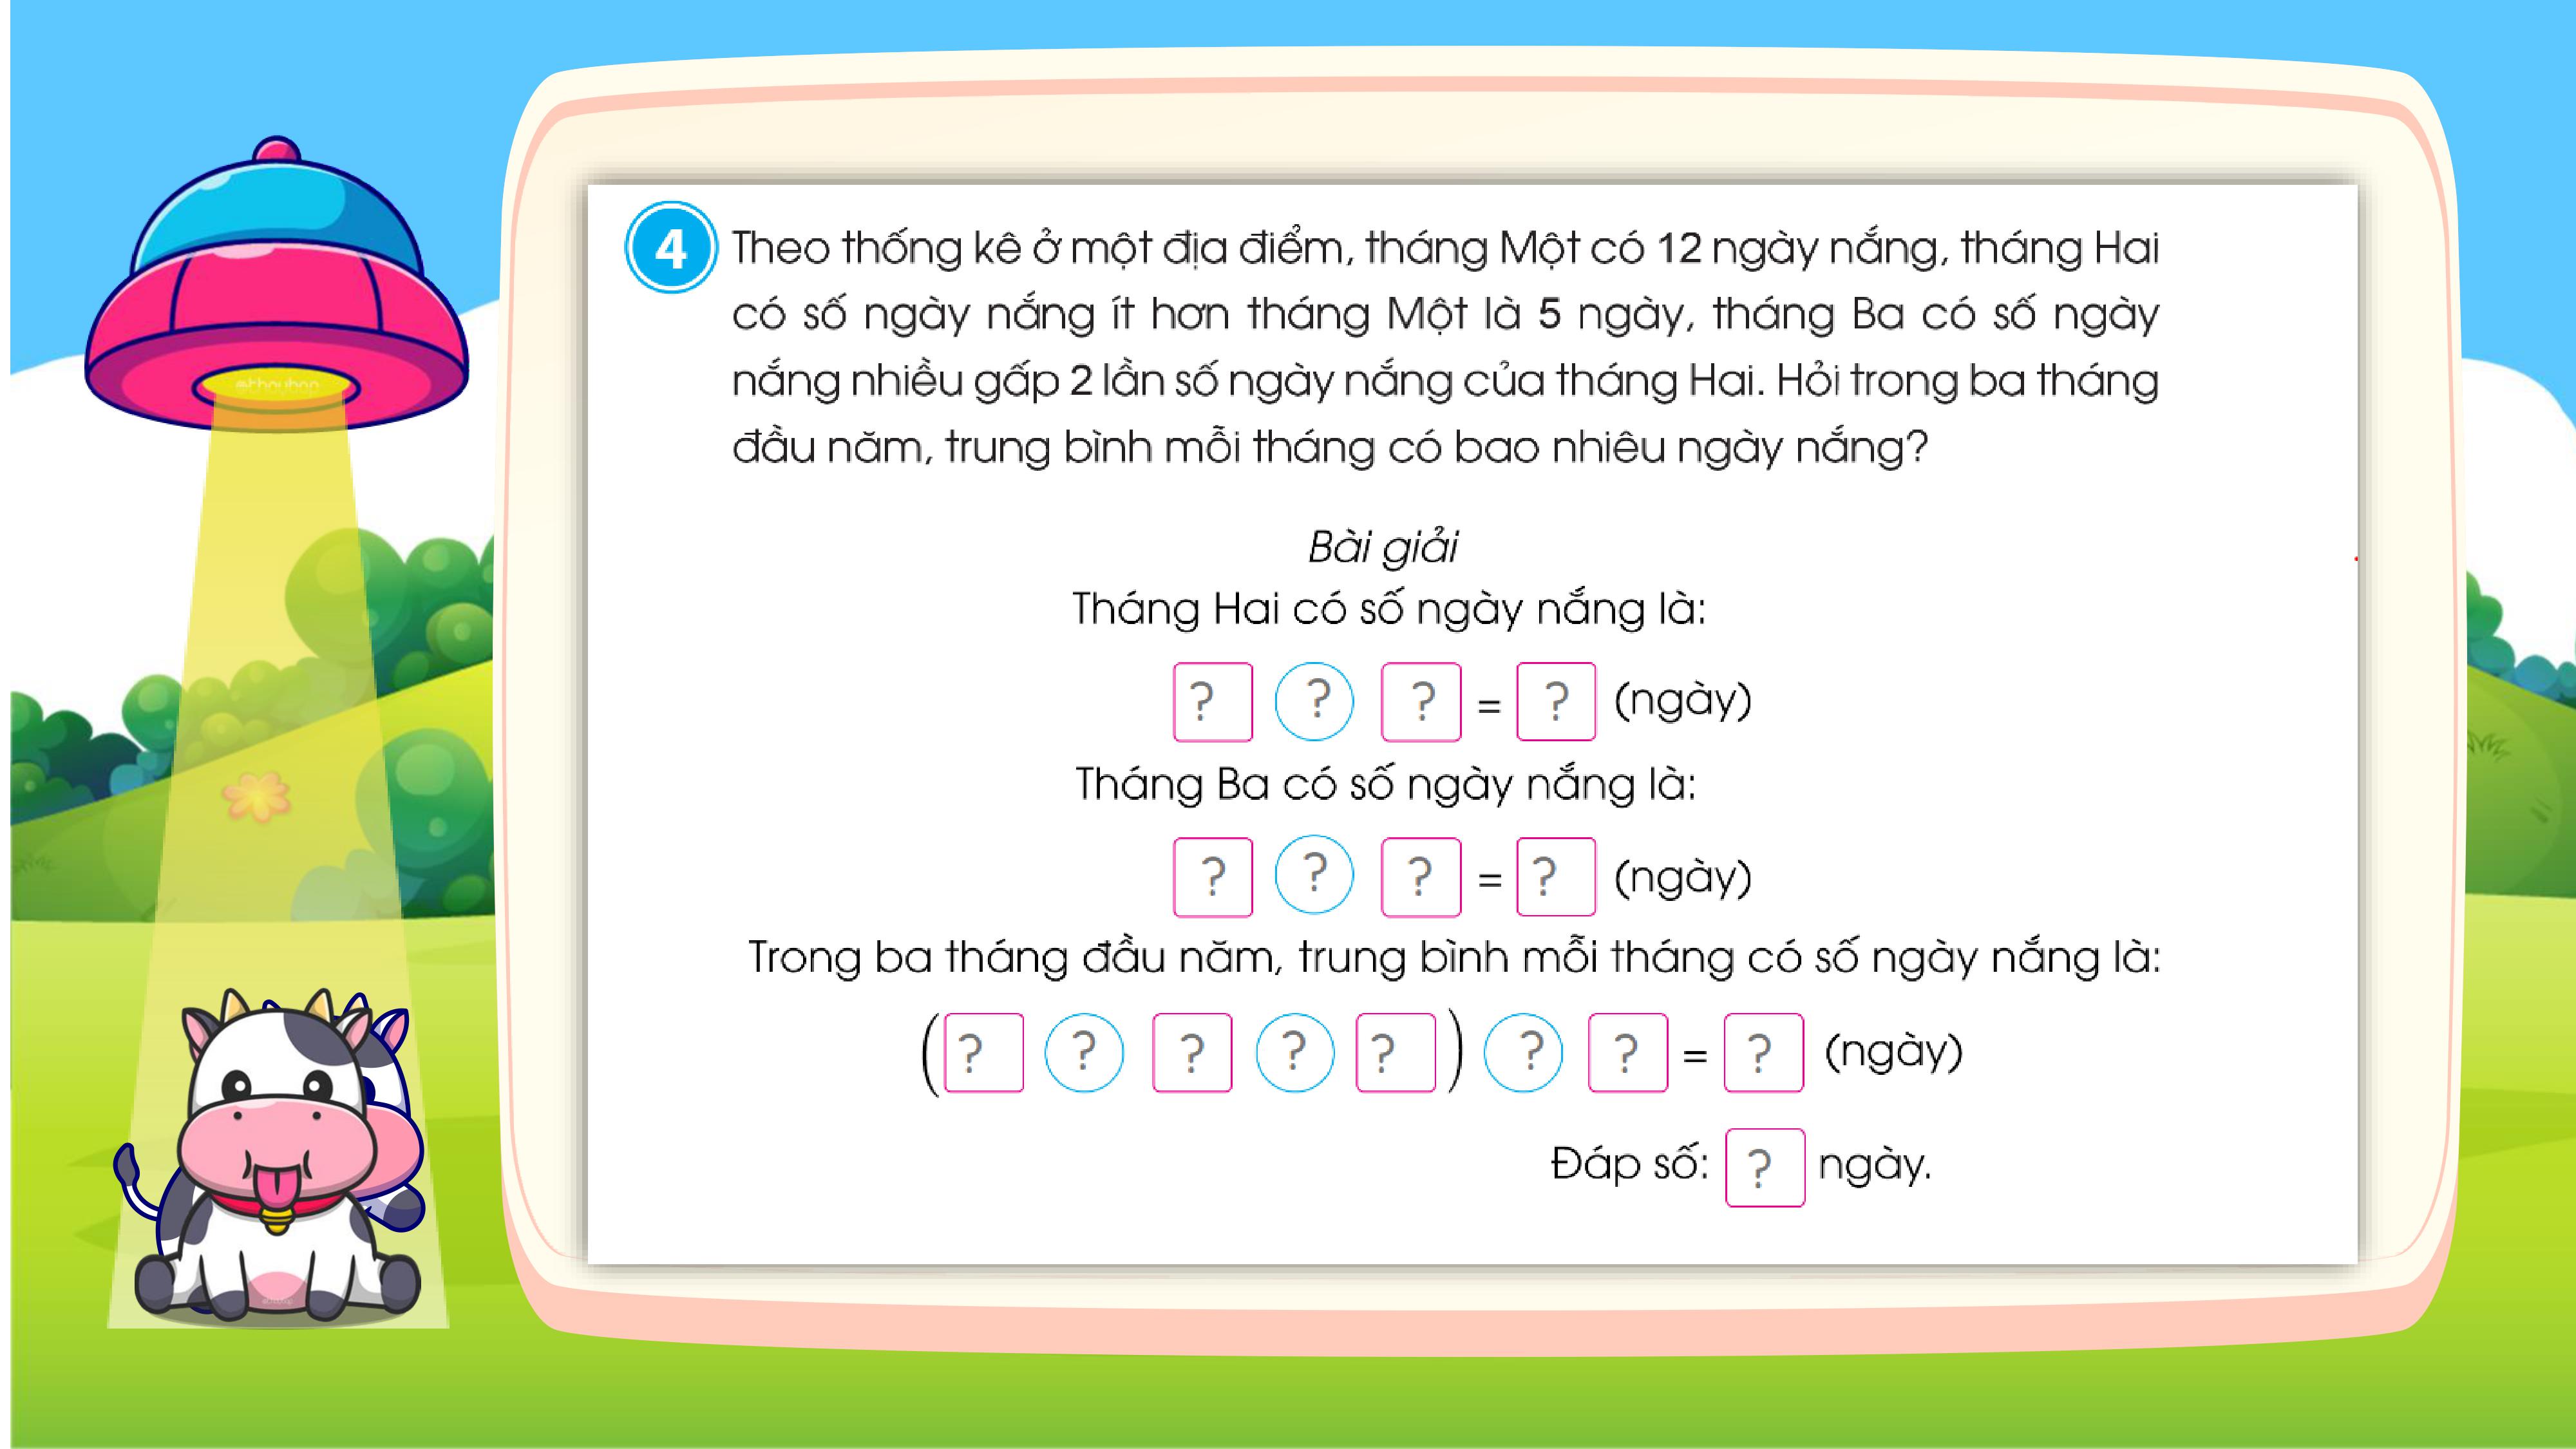 4 Theo thống kê ở một địa điểm, tháng Một có 12 ngày nắng, tháng Hai
có số ngày nắng ít hơn tháng Một là 5 ngày, tháng Ba có số ngày
nắng nhiều gấp 2 lần số ngày nắng của tháng Hai. Hỏi trong ba tháng
đầu năm, trung bình mỗi tháng có bao nhiêu ngày nắng?
Bài giải
Tháng Hai có số ngày nắng là:
? ? ? = ? (ngày)
Tháng Ba có số ngày nắng là:
? ? ? = ? (ngày)
Trong ba tháng đầu năm, trung bình mỗi tháng có số ngày nắng là:
(? ? ? ? ?) ? ? = ? (ngày)
Đáp số: ? ngày.